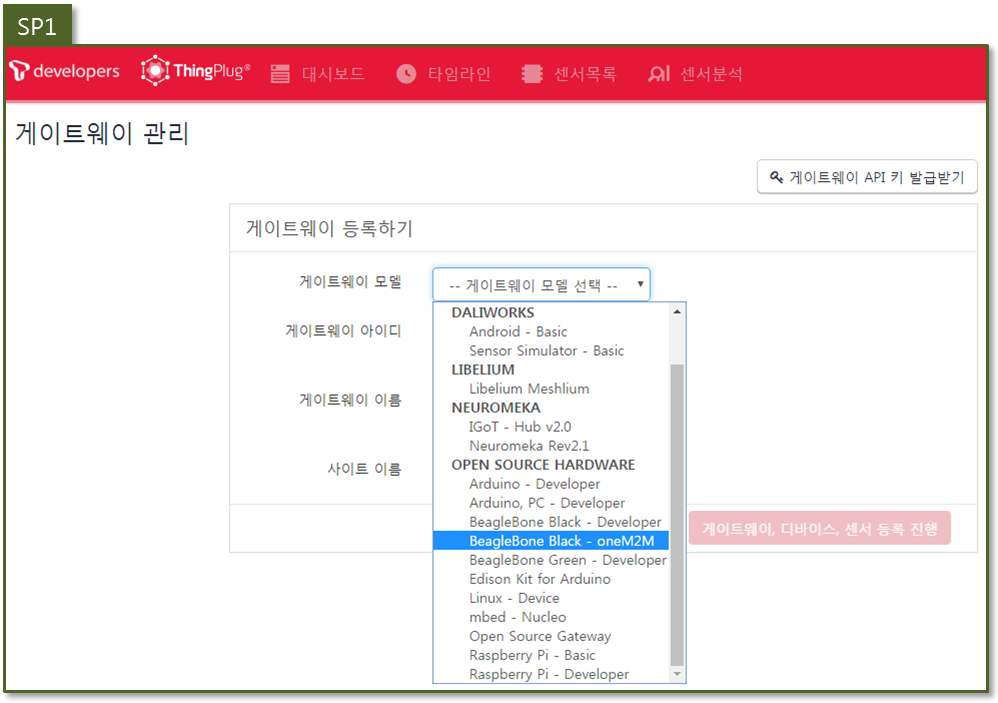 SP1
developers ThingPlug® 대시보드 타임라인 센서목록 센서분석
게이트웨이 관리
게이트웨이 API 키 발급받기
게이트웨이 등록하기
게이트웨이 모델
-- 게이트웨이 모델 선택 --
게이트웨이 아이디
게이트웨이 이름
사이트 이름
DALIWORKS
Android - Basic
Sensor Simulator - Basic
LIBELIUM
Libelium Meshlium
NEUROMEKA
IGoT - Hub v2.0
Neuromeka Rev2.1
OPEN SOURCE HARDWARE
Arduino - Developer
Arduino, PC - Developer
BeagleBone Black - Developer
BeagleBone Black - oneM2M
BeagleBone Green - Developer
Edison Kit for Arduino
Linux - Device
mbed - Nucleo
Open Source Gateway
Raspberry Pi - Basic
Raspberry Pi - Developer
게이트웨이, 디바이스, 센서 등록 진행